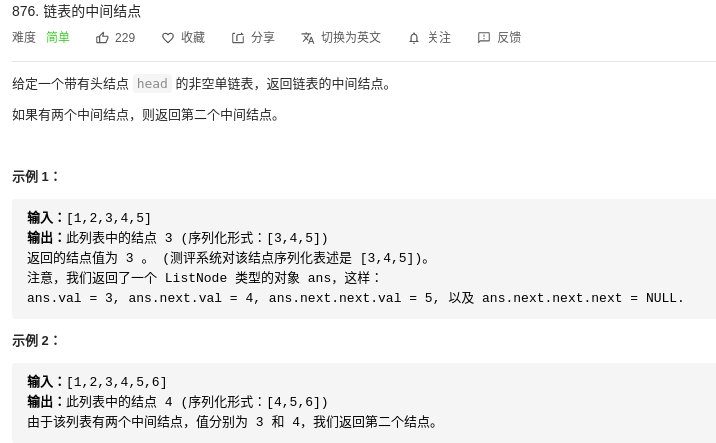 876. 链表的中间结点
难度 简单 229 收藏 分享 切换为英文 关注 反馈
给定一个带有头结点 head 的非空单链表，返回链表的中间结点。
如果有两个中间结点，则返回第二个中间结点。
示例 1：
输入：[1,2,3,4,5]
输出：此列表中的结点 3 (序列化形式：[3,4,5])
返回的结点值为 3 。 (测评系统对该结点序列化表述是 [3,4,5])。
注意，我们返回了一个 ListNode 类型的对象 ans，这样：
ans.val = 3, ans.next.val = 4, ans.next.next.val = 5, 以及 ans.next.next.next = NULL.
示例 2：
输入：[1,2,3,4,5,6]
输出：此列表中的结点 4 (序列化形式：[4,5,6])
由于该列表有两个中间结点，值分别为 3 和 4，我们返回第二个结点。